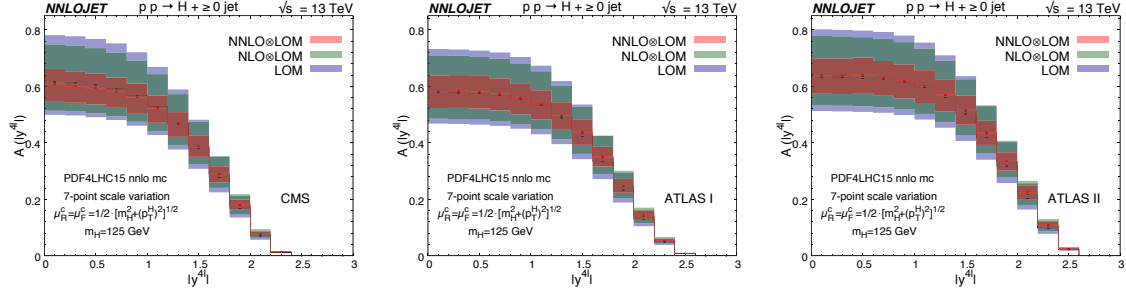 NNLOJET p p → H + ≥ 0 jet √s = 13 TeV
NNLO⊗LOM
NLO⊗LOM
LOM
A (|y⁴ˡ|)
0.8
0.6
0.4
0.2
0
PDF4LHC15 nnlo mc
7-point scale variation
μ_R^c=μ_F^c=1/2·[m_H^2+(p_T^H)^2]^1/2
m_H=125 GeV
CMS
0 0.5 1 1.5 2 2.5 3
|y⁴ˡ|
NNLOJET p p → H + ≥ 0 jet √s = 13 TeV
NNLO⊗LOM
NLO⊗LOM
LOM
A (|y⁴ˡ|)
0.8
0.6
0.4
0.2
0
PDF4LHC15 nnlo mc
7-point scale variation
μ_R^c=μ_F^c=1/2·[m_H^2+(p_T^H)^2]^1/2
m_H=125 GeV
ATLAS I
0 0.5 1 1.5 2 2.5 3
|y⁴ˡ|
NNLOJET p p → H + ≥ 0 jet √s = 13 TeV
NNLO⊗LOM
NLO⊗LOM
LOM
A (|y⁴ˡ|)
0.8
0.6
0.4
0.2
0
PDF4LHC15 nnlo mc
7-point scale variation
μ_R^c=μ_F^c=1/2·[m_H^2+(p_T^H)^2]^1/2
m_H=125 GeV
ATLAS II
0 0.5 1 1.5 2 2.5 3
|y⁴ˡ|